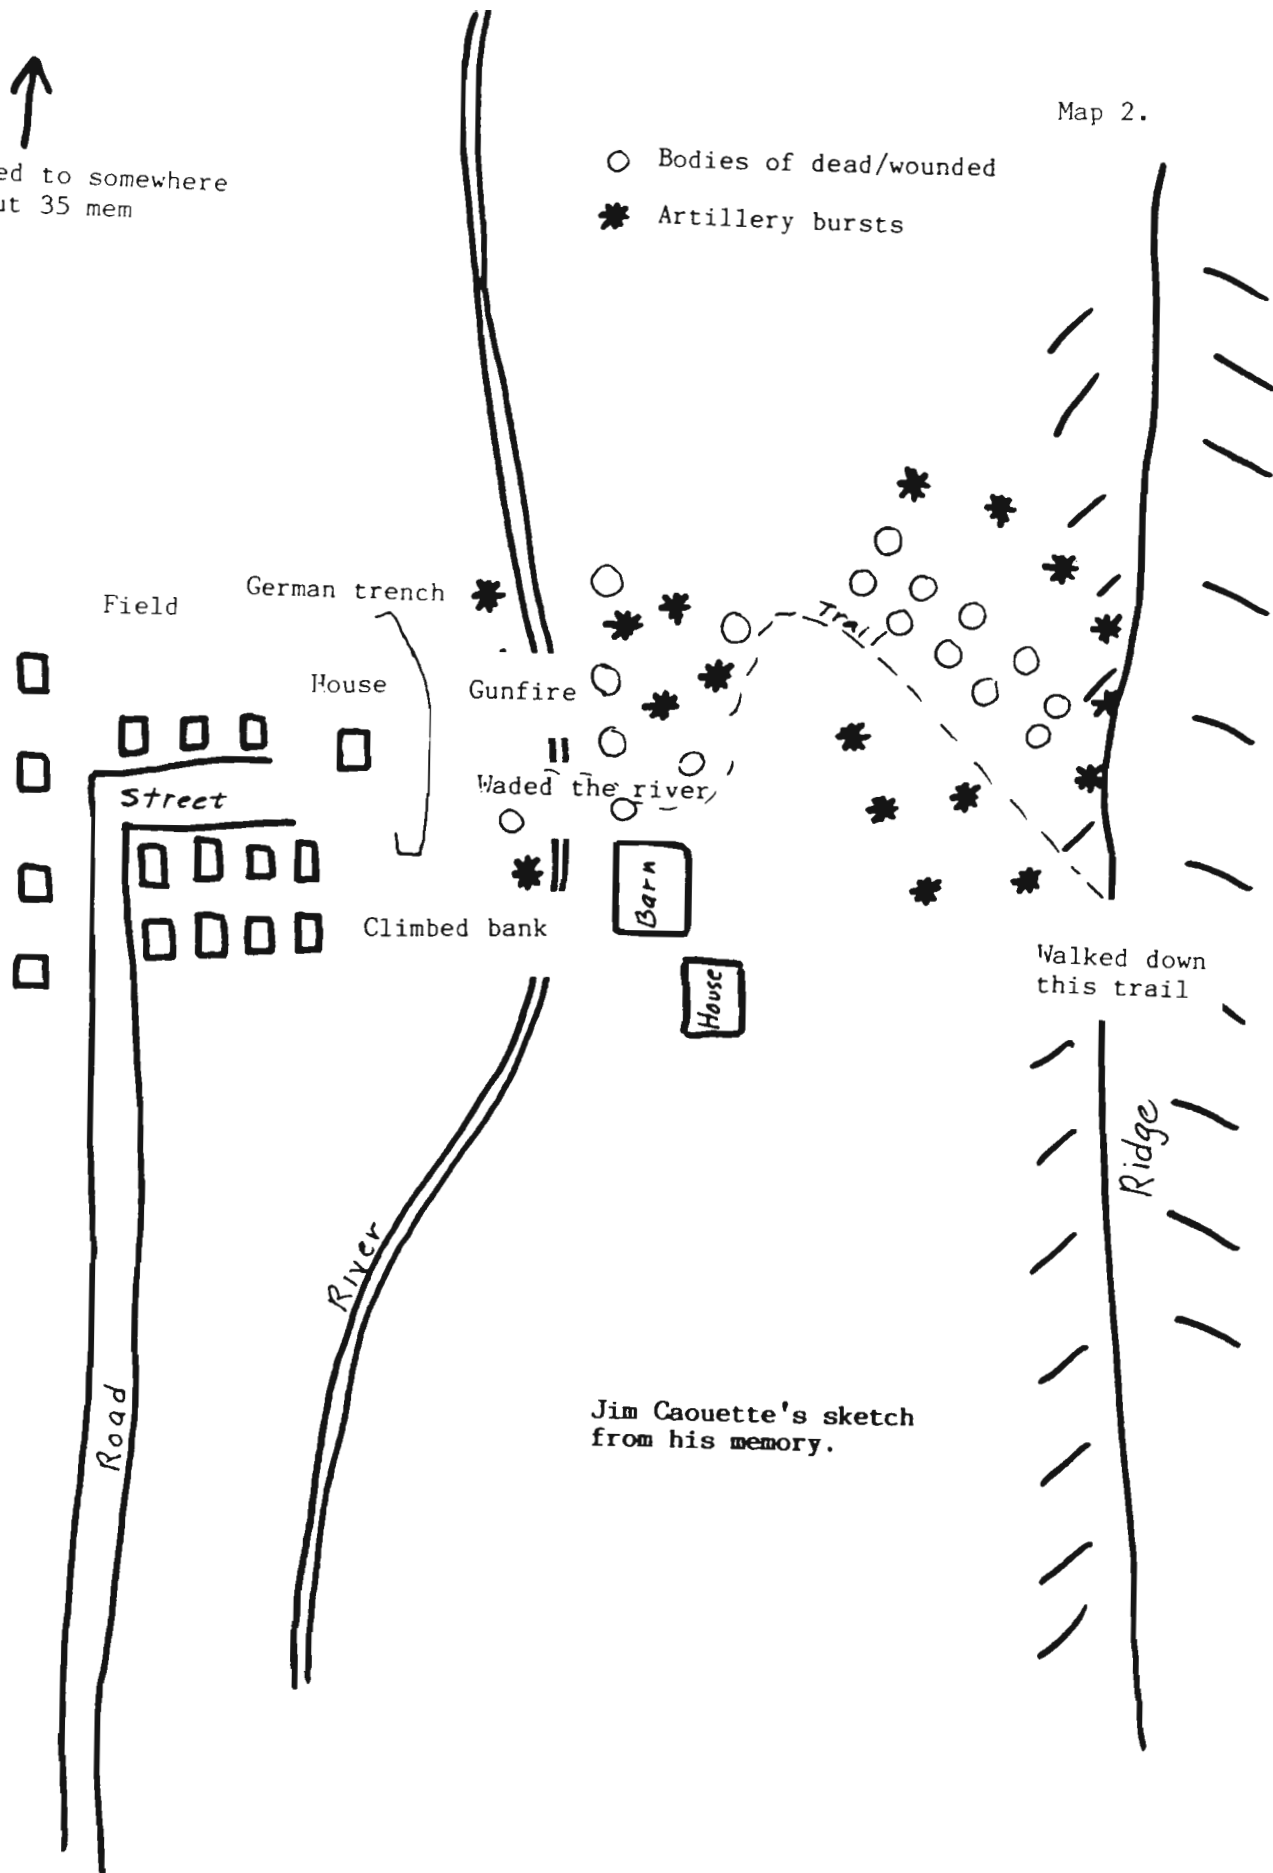 Map 2.
Bodies of dead/wounded
Artillery bursts
ed to somewhere
ut 35 mem
German trench
Field
Trail
House
Gunfire
Street
Waded the river
Barn
Climbed bank
House
Walked down
this trail
Ridge
River
Road
Jim Caouette's sketch
from his memory.